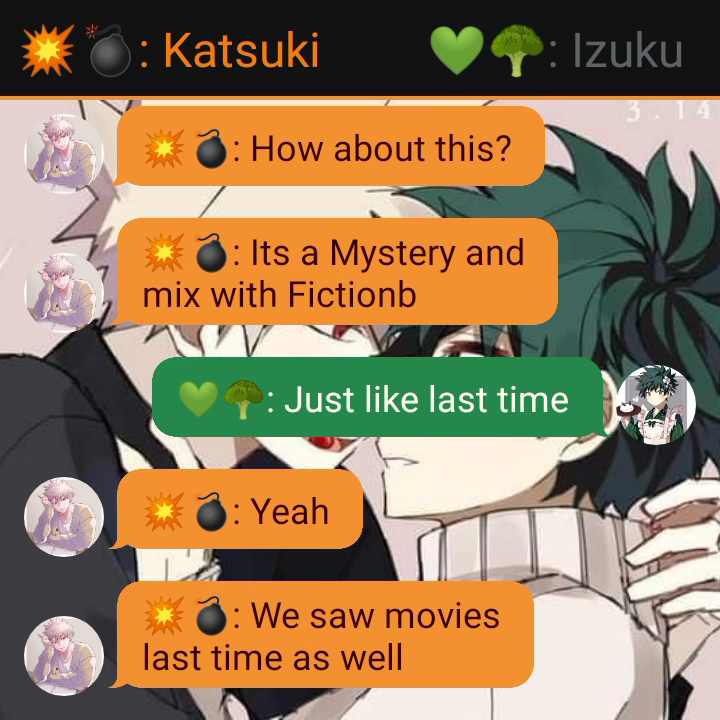 💥💣: Katsuki 💚🥦: Izuku
3.14
💥💣: How about this?
💥💣: Its a Mystery and
mix with Fictionb
💚🥦: Just like last time
💥💣: Yeah
💥💣: We saw movies
last time as well